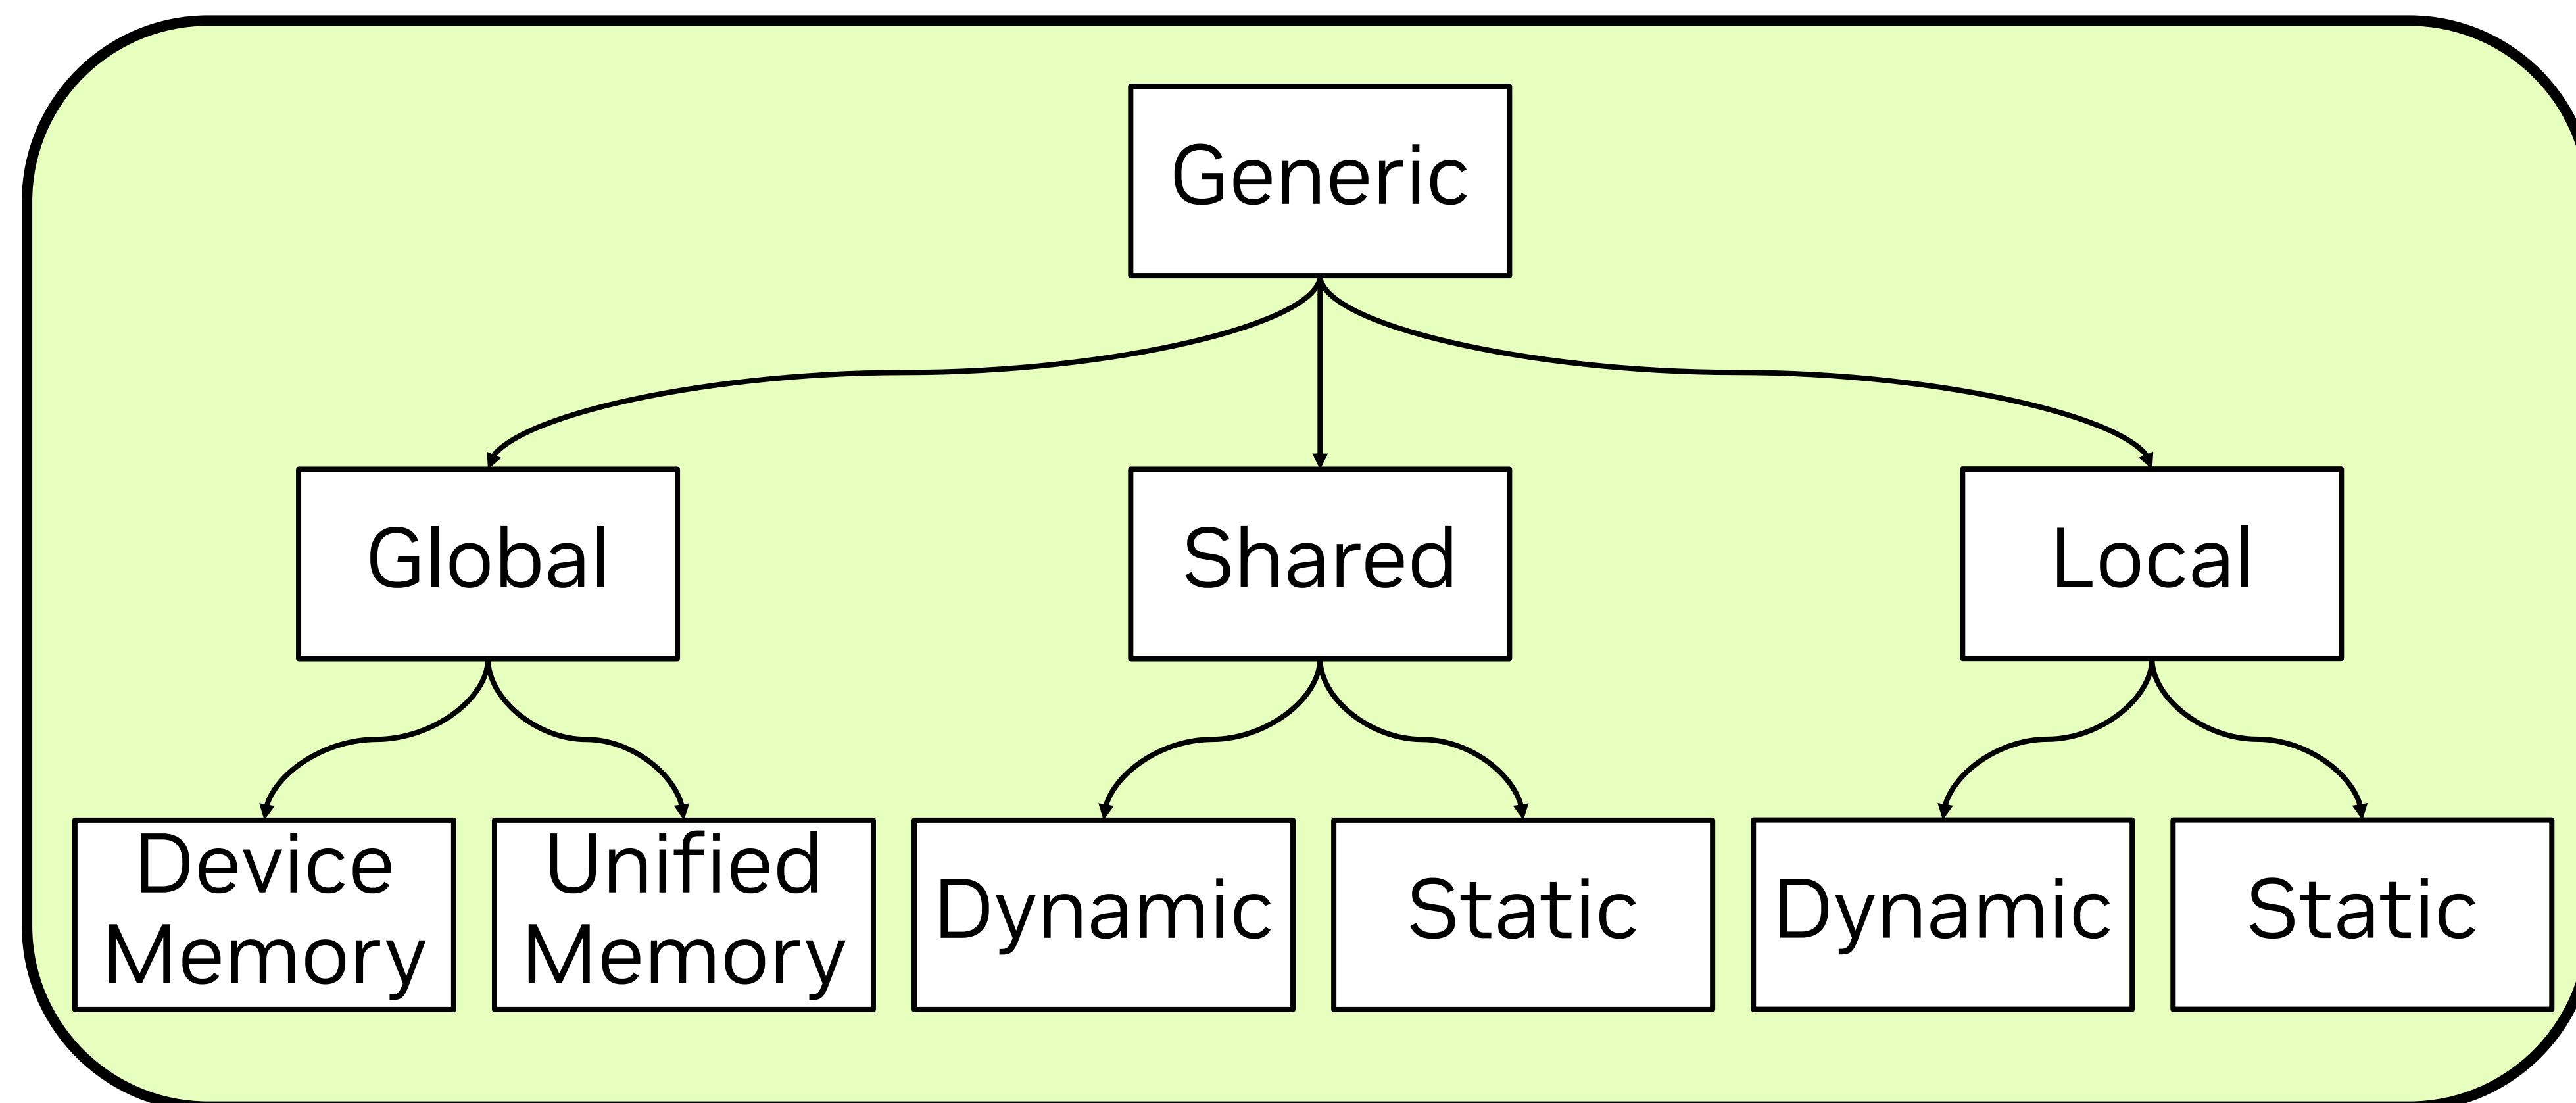 Generic
Global
Shared
Local
Device
Memory
Unified
Memory
Dynamic
Static
Dynamic
Static